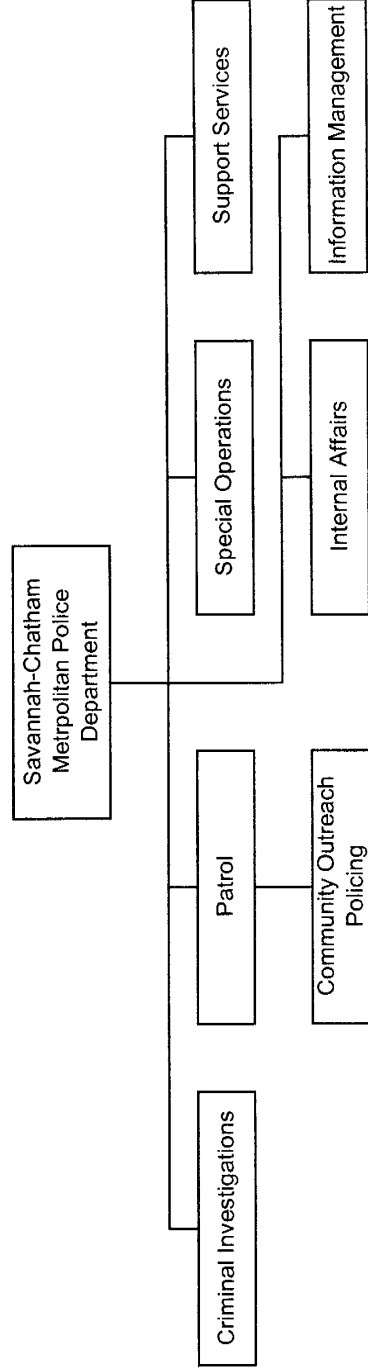 Savannah-Chatham
Metrpolitan Police
Department
Criminal Investigations
Patrol
Special Operations
Support Services
Community Outreach
Policing
Internal Affairs
Information Management